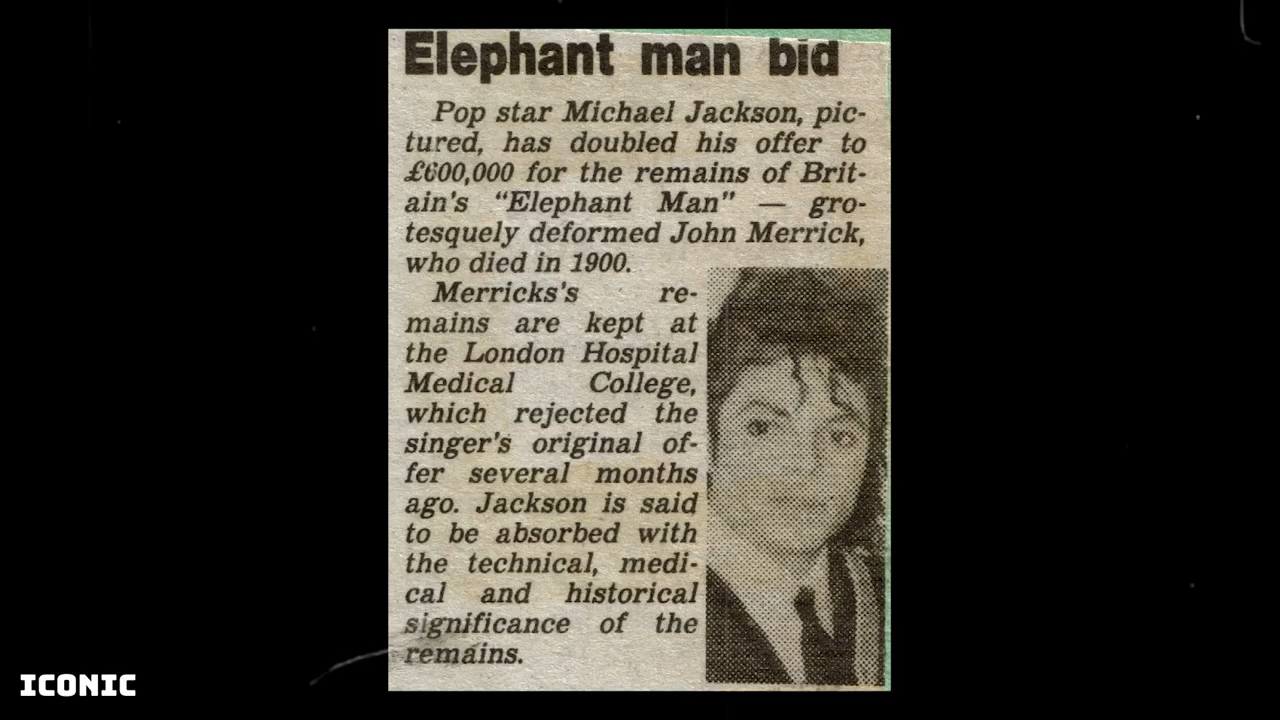 Elephant man bid
Pop star Michael Jackson, pic-
tured, has doubled his offer to
£600,000 for the remains of Brit-
ain's “Elephant Man” — gro-
tesquely deformed John Merrick,
who died in 1900.
Merricks's re-
mains are kept at
the London Hospital
Medical College,
which rejected the
singer's original of-
fer several months
ago. Jackson is said
to be absorbed with
the technical, medi-
cal and historical
significance of the
remains.
ICONIC